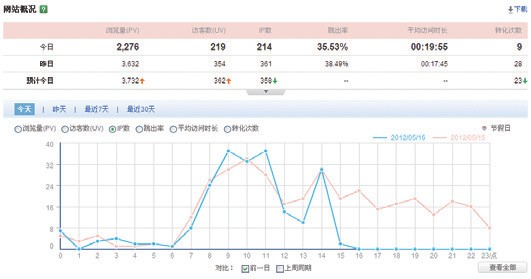 网站概况 ?
下载
浏览量(PV) 访客数(UV) IP数 跳出率 平均访问时长 转化次数
今日 2,276 219 214 35.53% 00:19:55 9
昨日 3,632 354 361 38.49% 00:17:45 28
预计今日 3,732 362 359 -- -- 23
今天 | 昨天 | 最近7天 | 最近30天
浏览量(PV) 访客数(UV) IP数 跳出率 平均访问时长 转化次数 节假日
2012/05/16 2012/05/15
40
32
24
16
8
0
0 1 2 3 4 5 6 7 8 9 10 11 12 13 14 15 16 17 18 19 20 21 22 23/点
对比： 前一日 上周同期 查看全部